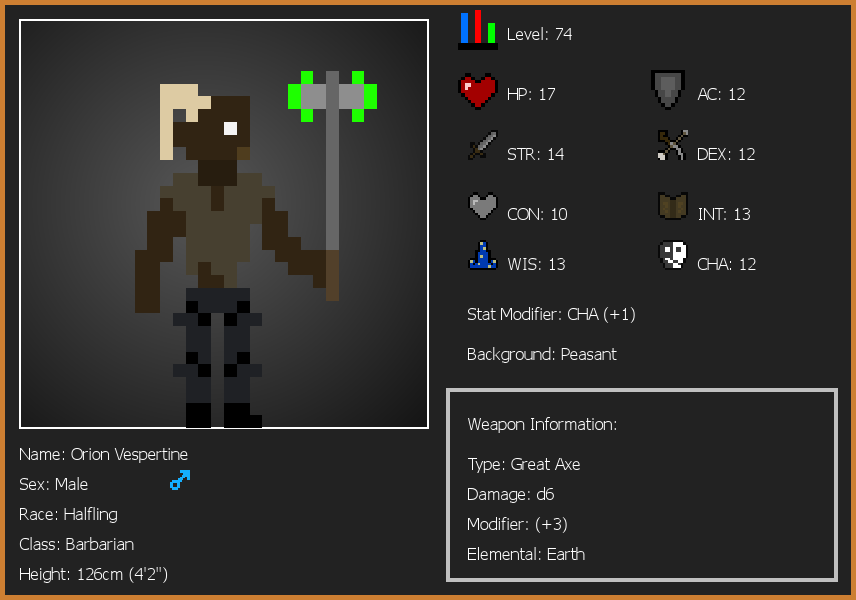 Level: 74
HP: 17
AC: 12
STR: 14
DEX: 12
CON: 10
INT: 13
WIS: 13
CHA: 12
Stat Modifier: CHA (+1)
Background: Peasant
Weapon Information:
Type: Great Axe
Damage: d6
Modifier: (+3)
Elemental: Earth
Name: Orion Vespertine
Sex: Male
Race: Halfling
Class: Barbarian
Height: 126cm (4'2")